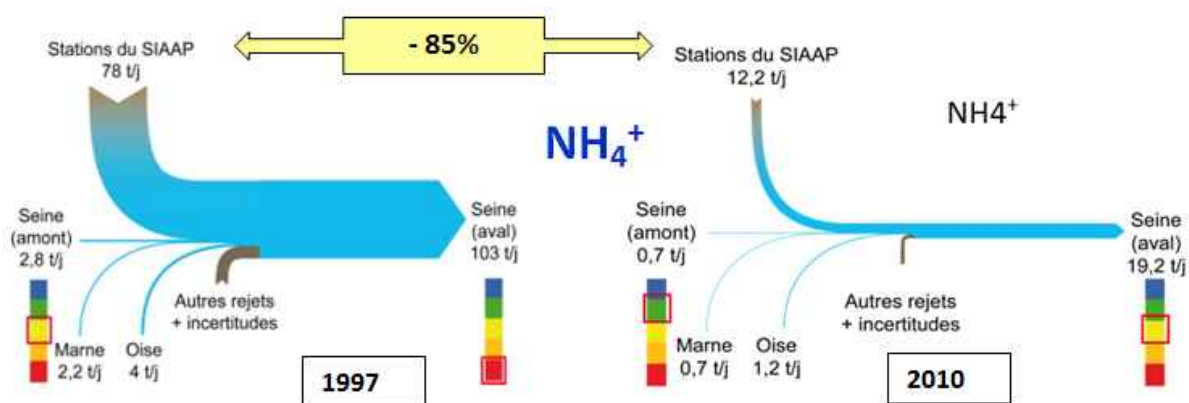 - 85%
Stations du SIAAP
78 t/j
NH₄⁺
Seine
(amont)
2,8 t/j
Seine
(aval)
103 t/j
Autres rejets
+ incertitudes
Marne
2,2 t/j
Oise
4 t/j
1997
Stations du SIAAP
12,2 t/j
NH4⁺
Seine
(amont)
0,7 t/j
Seine
(aval)
19,2 t/j
Autres rejets
+ incertitudes
Marne
0,7 t/j
Oise
1,2 t/j
2010